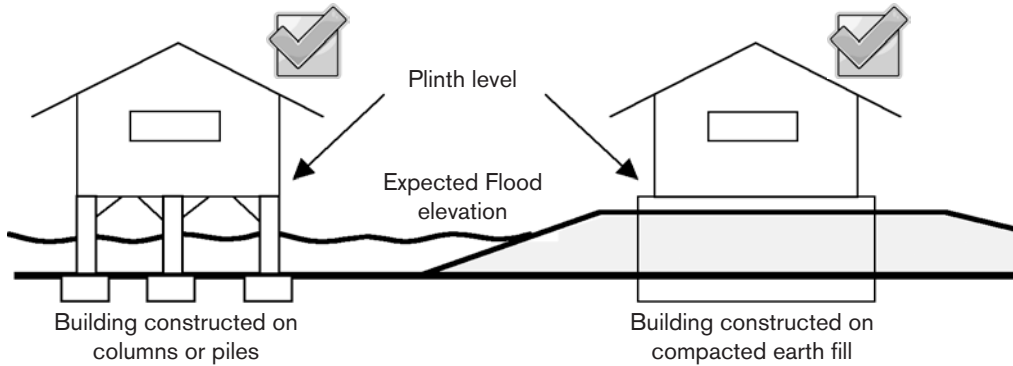 Plinth level
Expected Flood
elevation
Building constructed on
columns or piles
Building constructed on
compacted earth fill